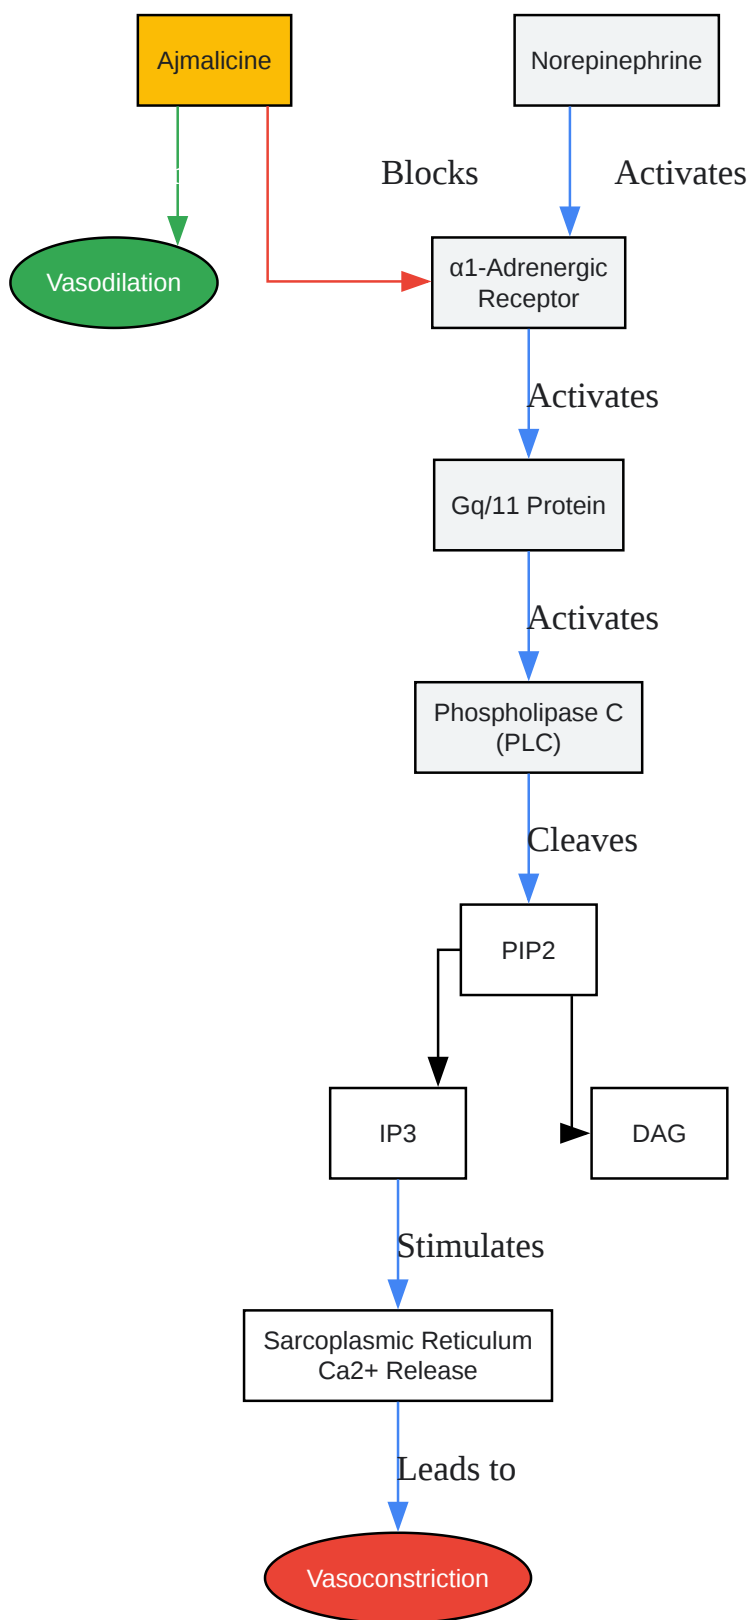 Ajmalicine
Norepinephrine
Blocks
Activates
Vasodilation
α1-Adrenergic
Receptor
Activates
Gq/11 Protein
Activates
Phospholipase C
(PLC)
Cleaves
PIP2
IP3
DAG
Stimulates
Sarcoplasmic Reticulum
Ca2+ Release
Leads to
Vasoconstriction